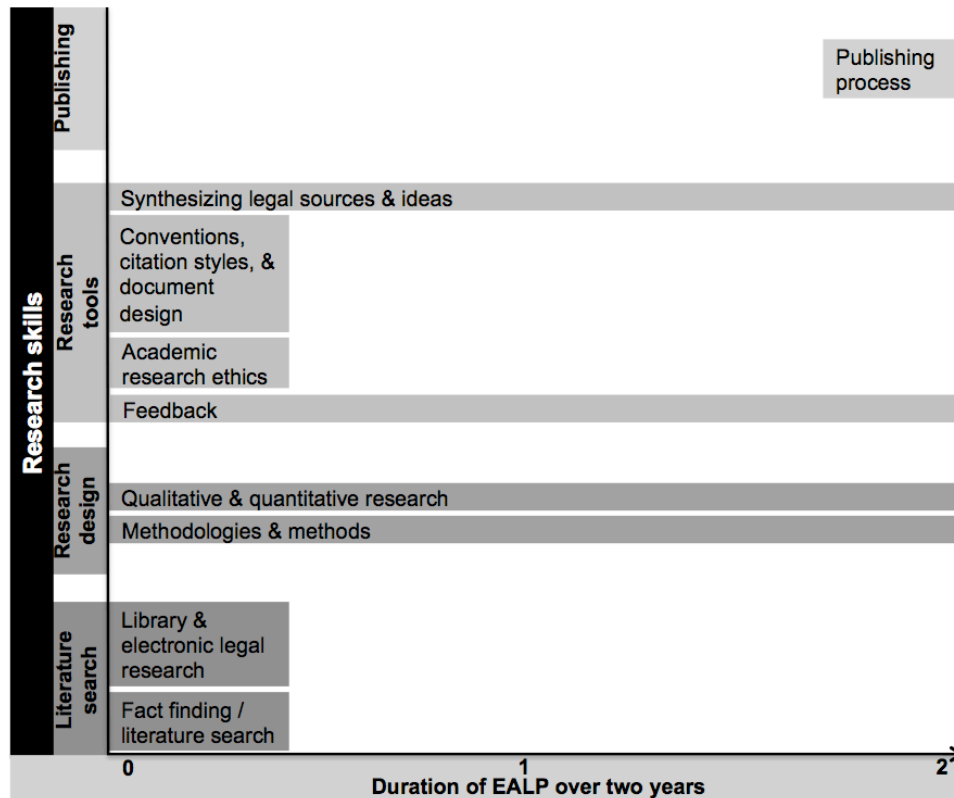 Research skills
Publishing
Publishing
process
Research
tools
Synthesizing legal sources & ideas
Conventions,
citation styles, &
document
design
Academic
research ethics
Feedback
Research
design
Qualitative & quantitative research
Methodologies & methods
Literature
search
Library &
electronic legal
research
Fact finding /
literature search
0
1
2
Duration of EALP over two years